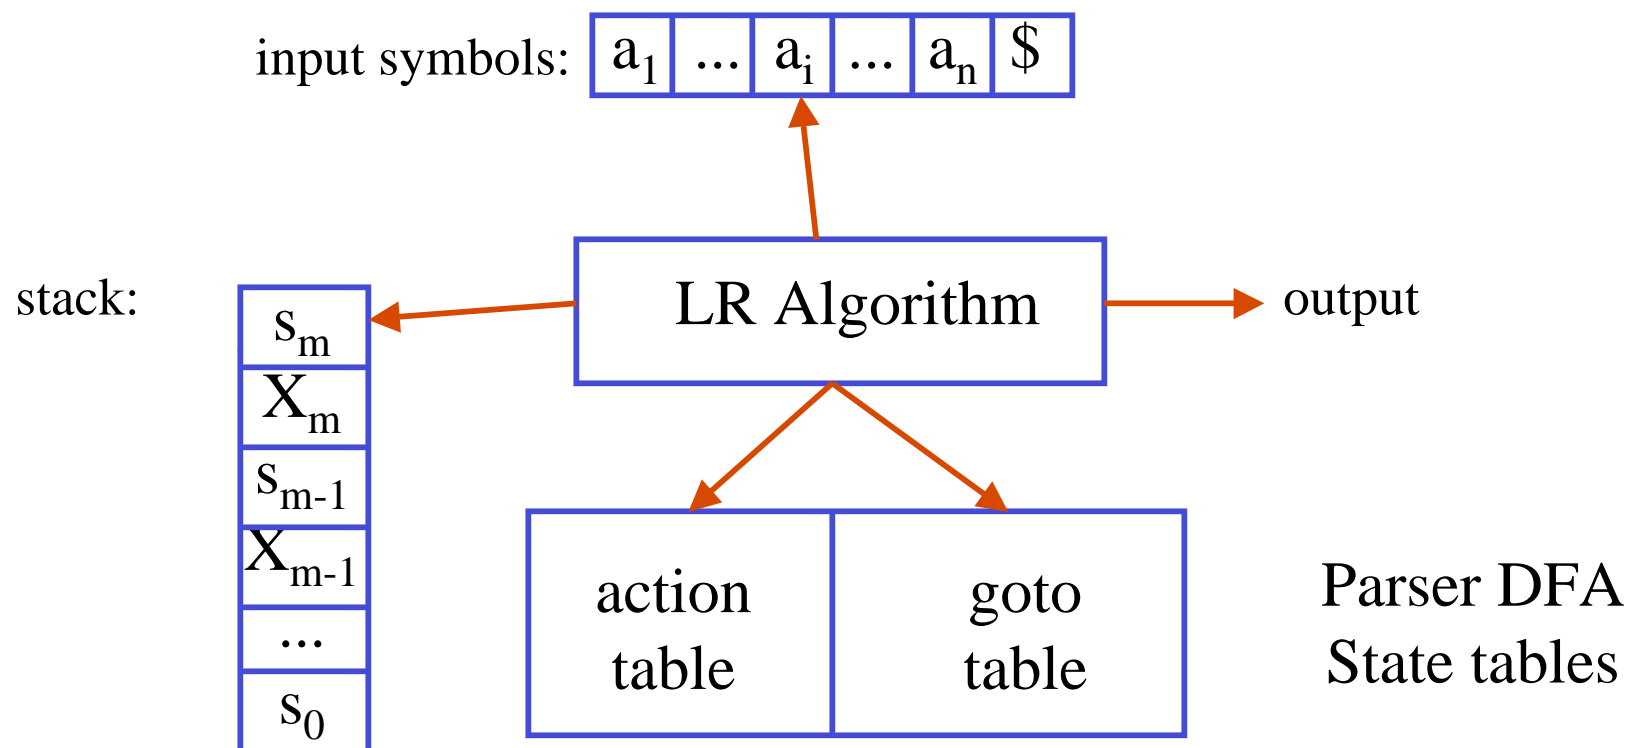 input symbols: a1 ... ai ... an $
stack:
LR Algorithm
output
sm
Xm
sm-1
Xm-1
...
s0
action table
goto table
Parser DFA
State tables